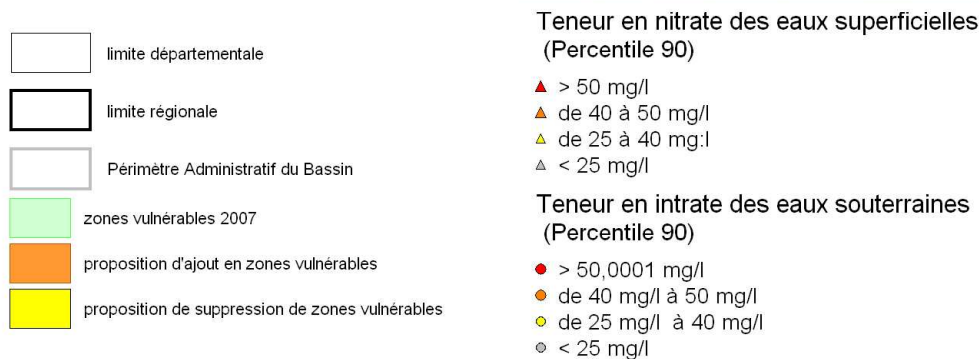 limite départementale
limite régionale
Périmètre Administratif du Bassin
zones vulnérables 2007
proposition d'ajout en zones vulnérables
proposition de suppression de zones vulnérables
Teneur en nitrate des eaux superficielles
(Percentile 90)
> 50 mg/l
de 40 à 50 mg/l
de 25 à 40 mg:l
< 25 mg/l
Teneur en intrate des eaux souterraines
(Percentile 90)
> 50,0001 mg/l
de 40 mg/l à 50 mg/l
de 25 mg/l à 40 mg/l
< 25 mg/l